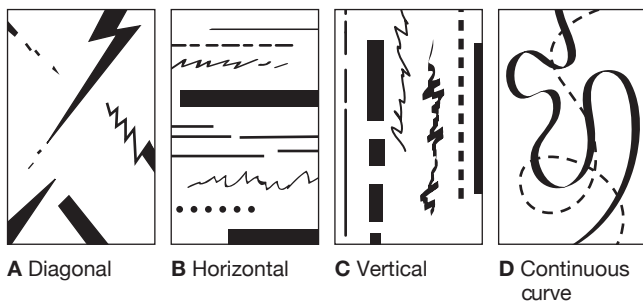 A Diagonal
B Horizontal
C Vertical
D Continuous
curve